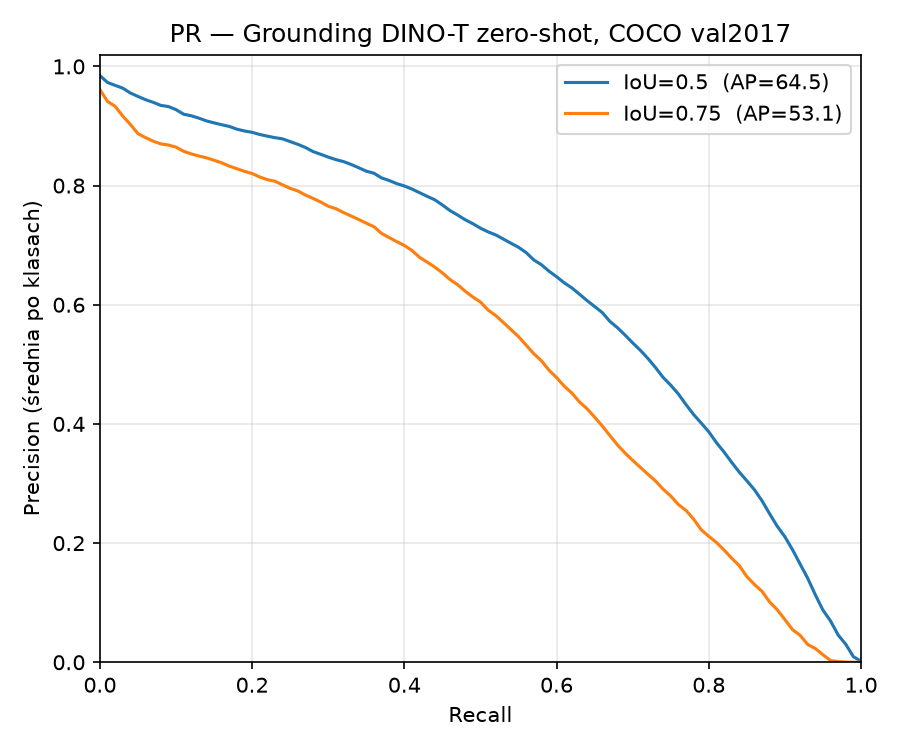 PR — Grounding DINO-T zero-shot, COCO val2017
IoU=0.5 (AP=64.5)
IoU=0.75 (AP=53.1)
Precision (średnia po klasach)
1.0
0.8
0.6
0.4
0.2
0.0
0.0 0.2 0.4 0.6 0.8 1.0
Recall